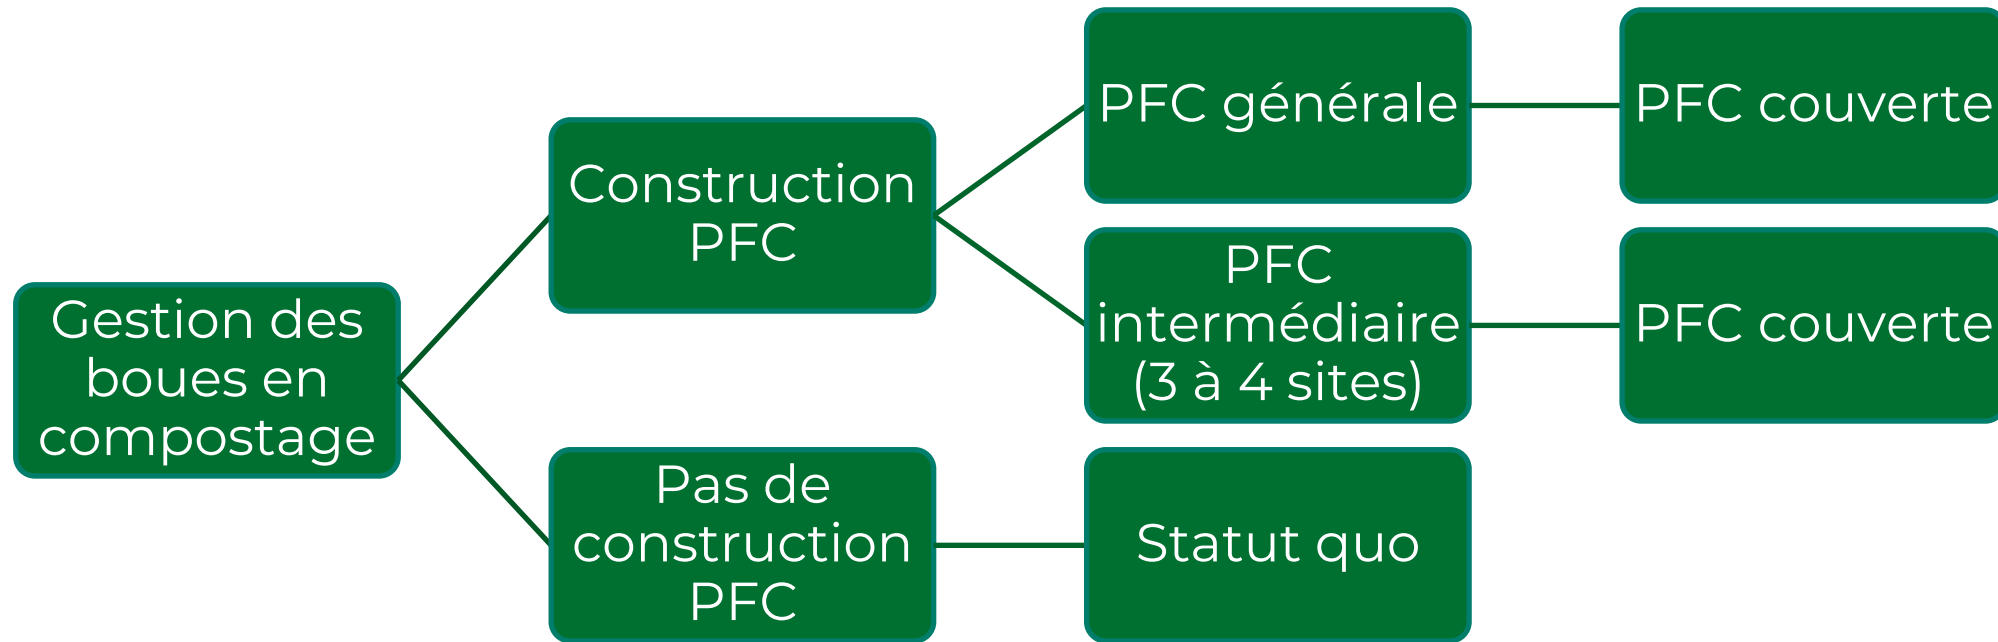 Gestion des
boues en
compostage
Construction
PFC
PFC générale
PFC couverte
PFC
intermédiaire
(3 à 4 sites)
PFC couverte
Pas de
construction
PFC
Statut quo